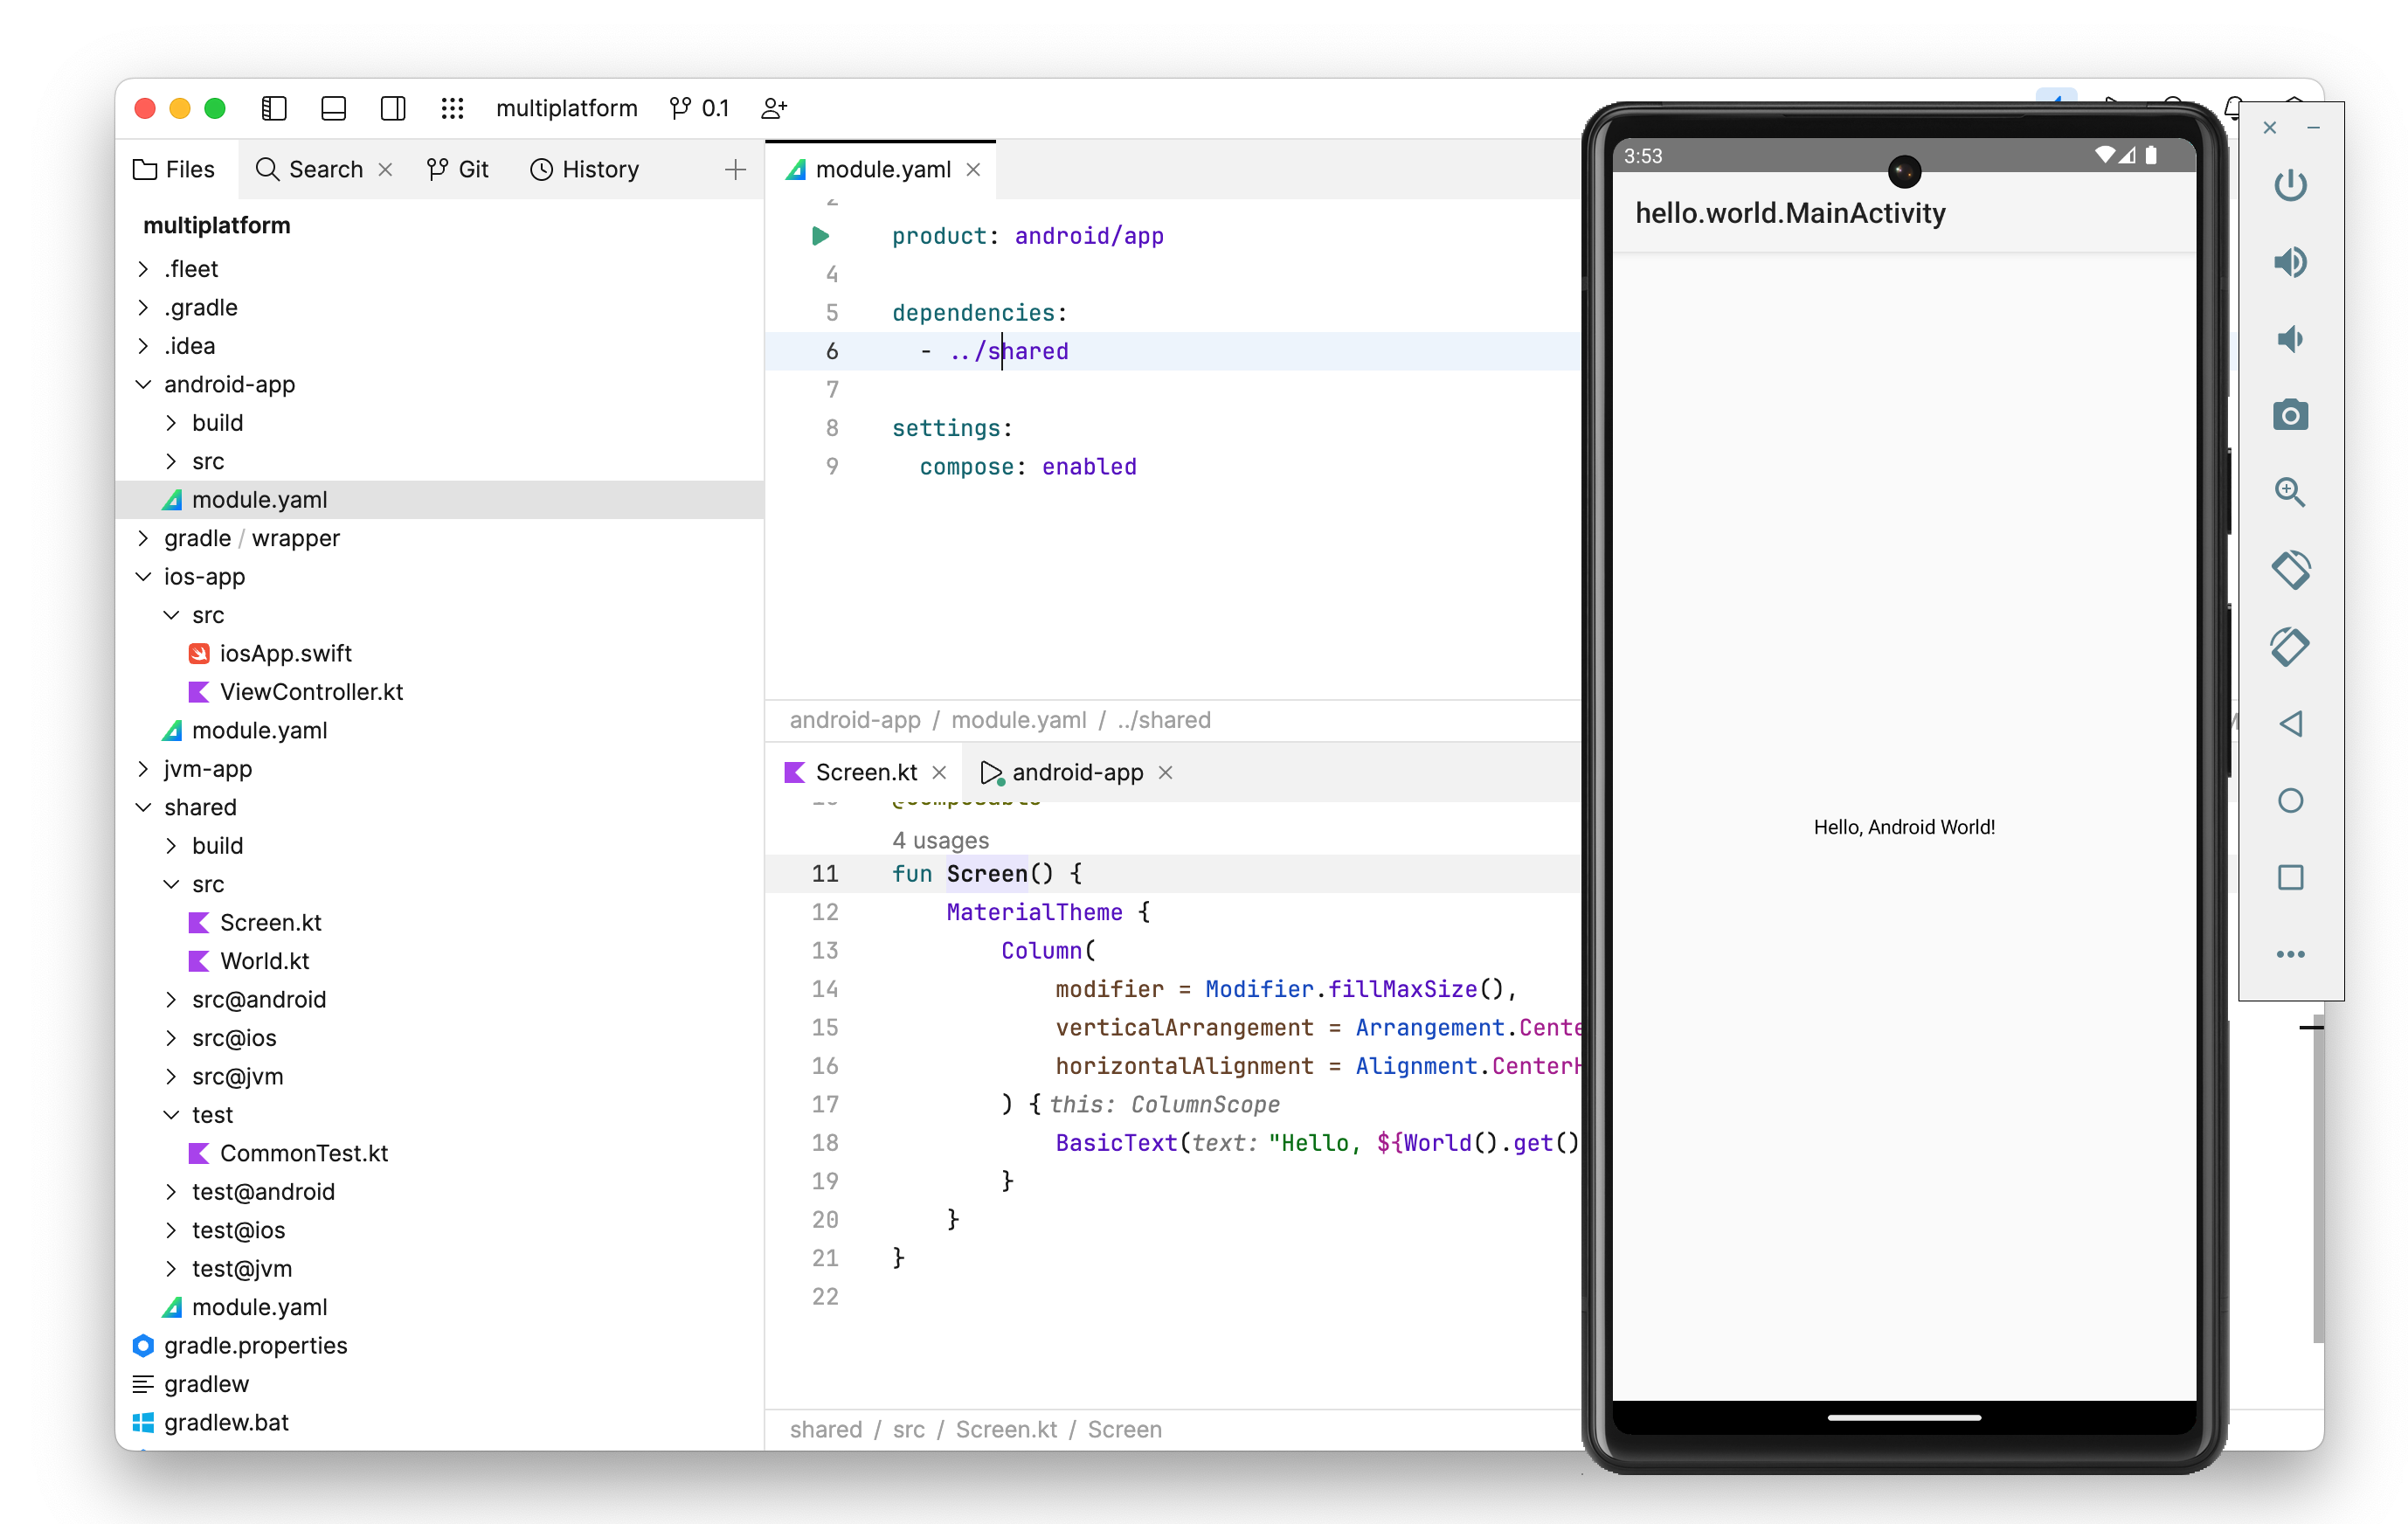 multiplatform
0.1
Files
Search
Git
History
multiplatform
.fleet
.gradle
.idea
android-app
build
src
module.yaml
gradle / wrapper
ios-app
src
iosApp.swift
ViewController.kt
module.yaml
jvm-app
shared
build
src
Screen.kt
World.kt
src@android
src@ios
src@jvm
test
CommonTest.kt
test@android
test@ios
test@jvm
module.yaml
gradle.properties
gradlew
gradlew.bat
module.yaml
2
product: android/app
4
5 dependencies:
6 - ../shared
7
8 settings:
9 compose: enabled
android-app / module.yaml / ../shared
Screen.kt
android-app
@Composable
4 usages
11 fun Screen() {
12 MaterialTheme {
13 Column(
14 modifier = Modifier.fillMaxSize(),
15 verticalArrangement = Arrangement.Cente
16 horizontalAlignment = Alignment.CenterH
17 ) { this: ColumnScope
18 BasicText(text: "Hello, ${World().get()
19 }
20 }
21 }
22
shared / src / Screen.kt / Screen
3:53
hello.world.MainActivity
Hello, Android World!